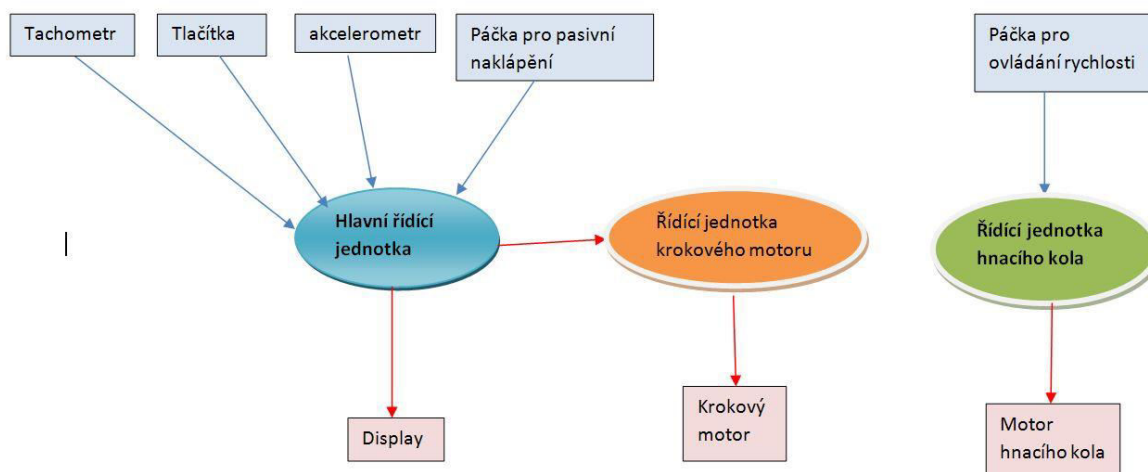 Tachometr
Tlačítka
akcelerometr
Páčka pro pasivní
naklápění
Páčka pro
ovládání rychlosti
Hlavní řídící
jednotka
Řídící jednotka
krokového motoru
Řídící jednotka
hnacího kola
Display
Krokový
motor
Motor
hnacího kola